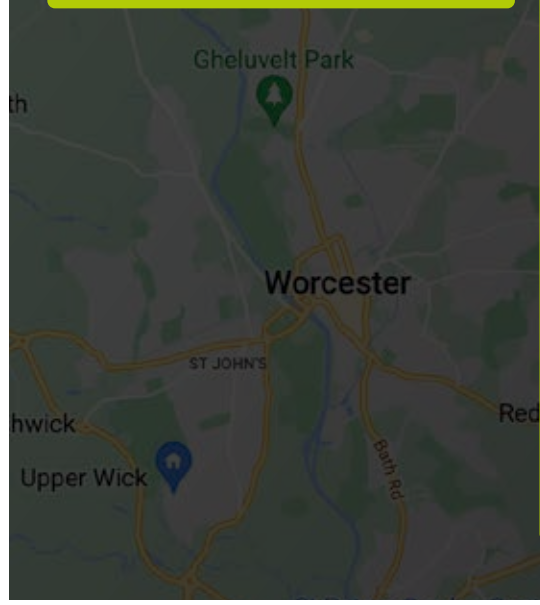 Gheluvelt Park
th
Worcester
ST JOHN'S
hwick
Red
Upper Wick
Bath Rd